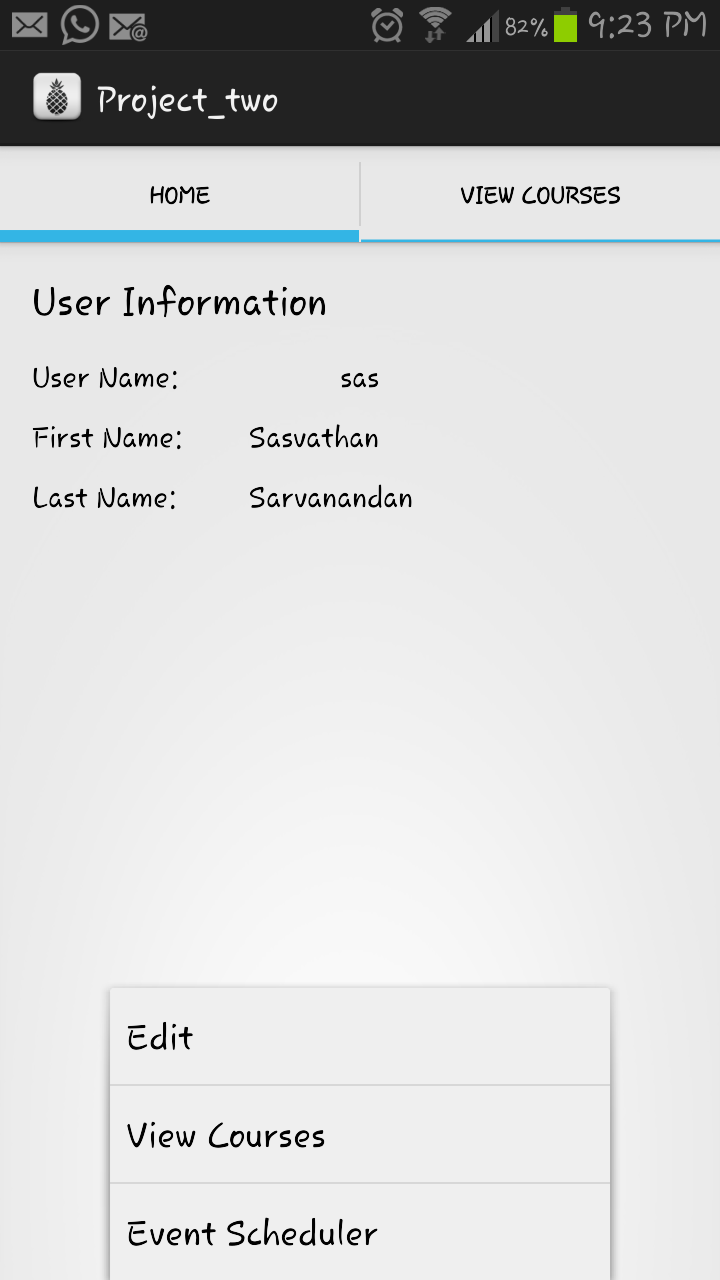 82% 9:23 PM
Project_two
HOME VIEW COURSES
User Information
User Name: sas
First Name: Sasvathan
Last Name: Sarvanandan
Edit
View Courses
Event Scheduler